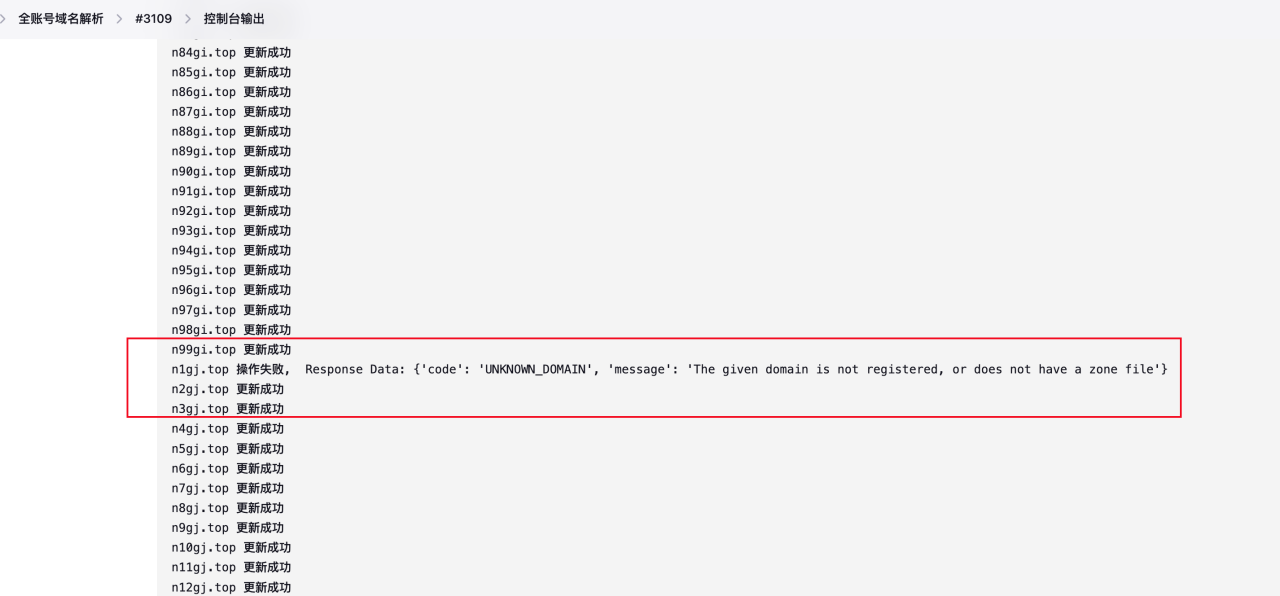 全账号域名解析 > #3109 > 控制台输出
n84gi.top 更新成功
n85gi.top 更新成功
n86gi.top 更新成功
n87gi.top 更新成功
n88gi.top 更新成功
n89gi.top 更新成功
n90gi.top 更新成功
n91gi.top 更新成功
n92gi.top 更新成功
n93gi.top 更新成功
n94gi.top 更新成功
n95gi.top 更新成功
n96gi.top 更新成功
n97gi.top 更新成功
n98gi.top 更新成功
n99gi.top 更新成功
n1gj.top 操作失败, Response Data: {'code': 'UNKNOWN_DOMAIN', 'message': 'The given domain is not registered, or does not have a zone file'}
n2gj.top 更新成功
n3gj.top 更新成功
n4gj.top 更新成功
n5gj.top 更新成功
n6gj.top 更新成功
n7gj.top 更新成功
n8gj.top 更新成功
n9gj.top 更新成功
n10gj.top 更新成功
n11gj.top 更新成功
n12gj.top 更新成功